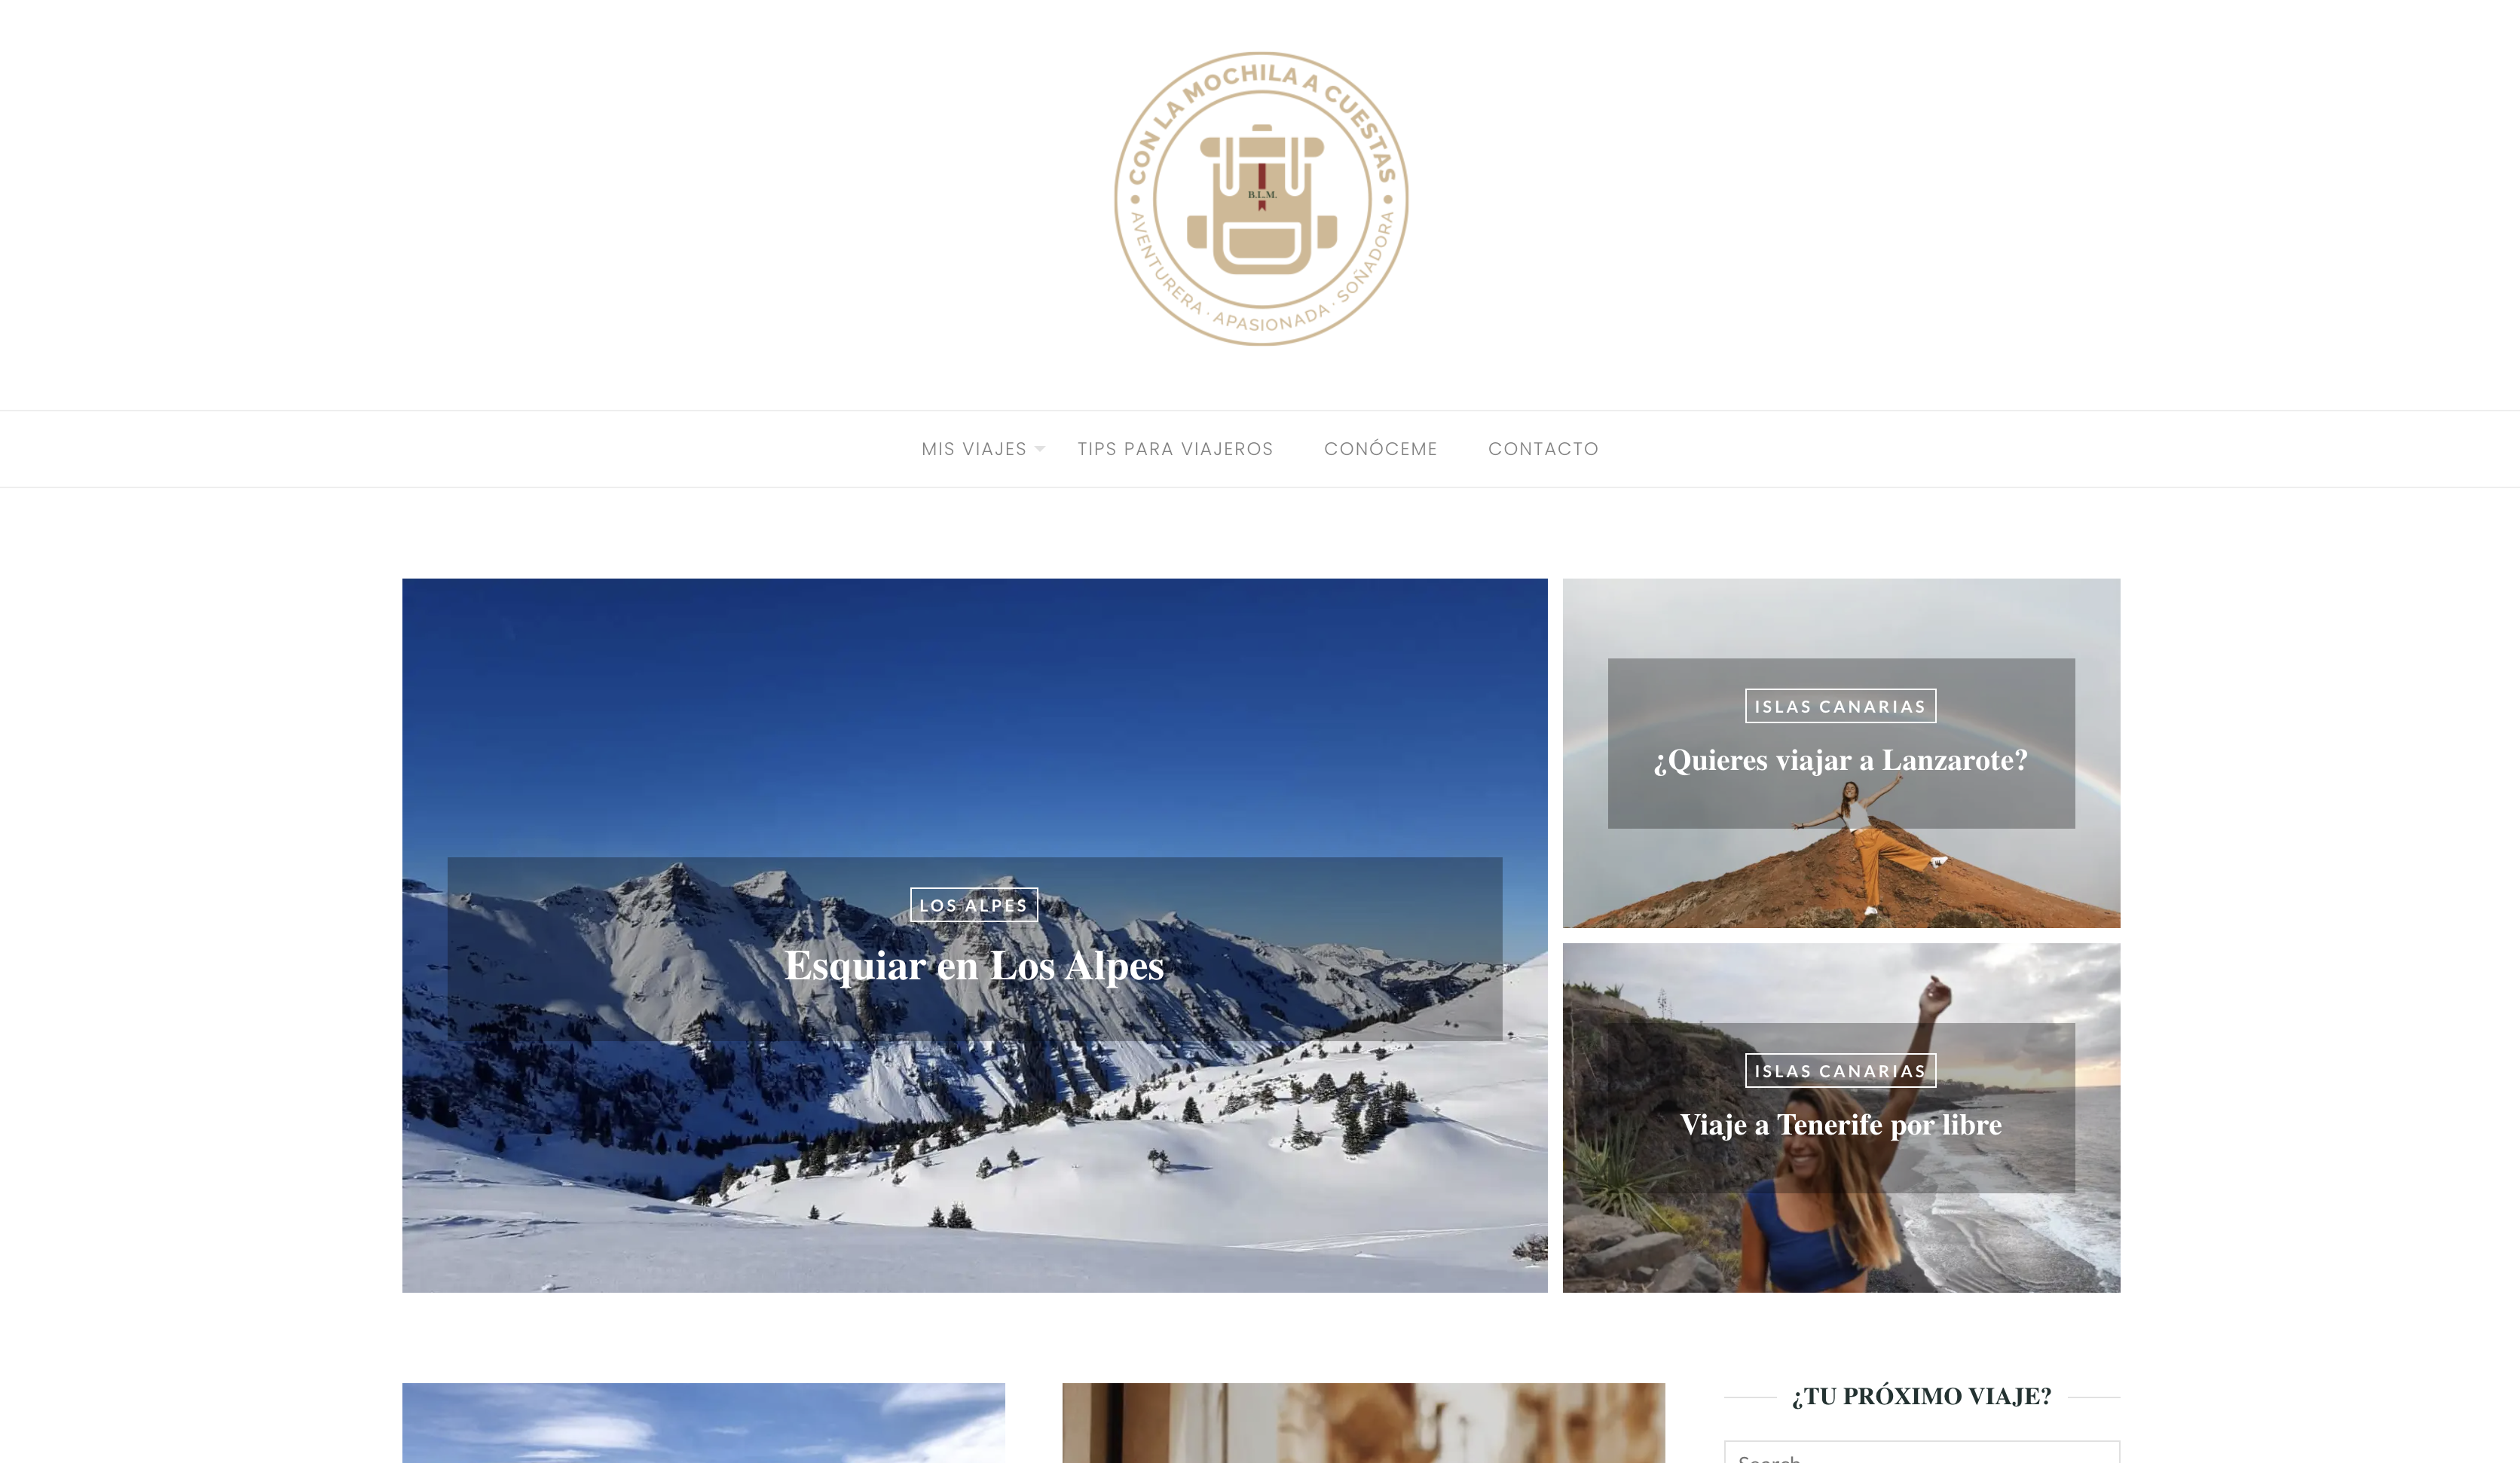 CON LA MOCHILA A CUESTAS
B.L.M.
AVENTURERA · APASIONADA · SOÑADORA
MIS VIAJES
TIPS PARA VIAJEROS
CONÓCEME
CONTACTO
LOS ALPES
Esquiar en Los Alpes
ISLAS CANARIAS
¿Quieres viajar a Lanzarote?
ISLAS CANARIAS
Viaje a Tenerife por libre
¿TU PRÓXIMO VIAJE?
Search